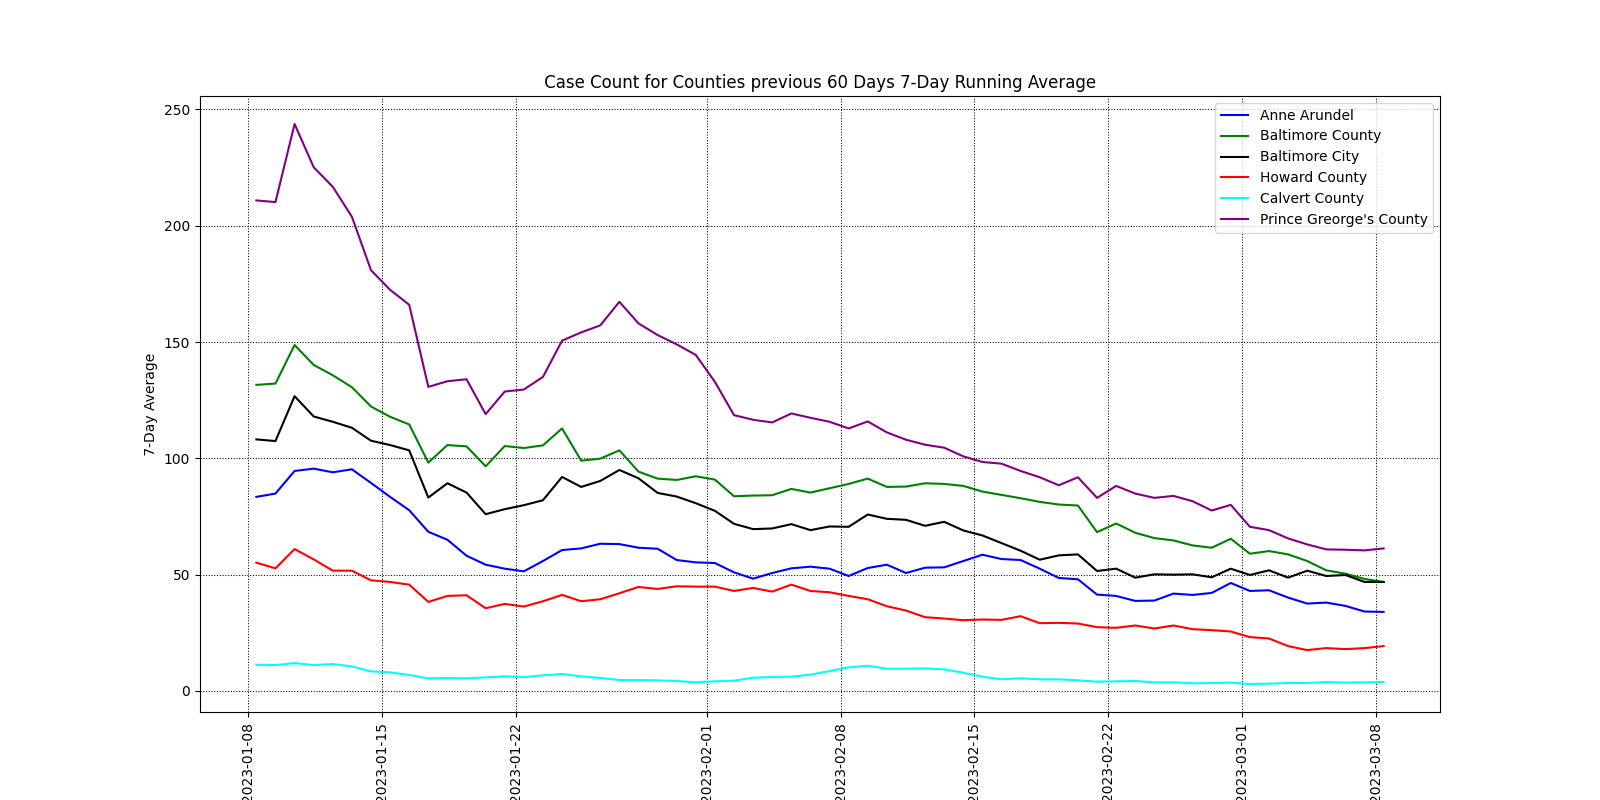 Case Count for Counties previous 60 Days 7-Day Running Average
250
200
150
100
50
0
7-Day Average
Anne Arundel
Baltimore County
Baltimore City
Howard County
Calvert County
Prince Greorge's County
2023-01-08
2023-01-15
2023-01-22
2023-02-01
2023-02-08
2023-02-15
2023-02-22
2023-03-01
2023-03-08